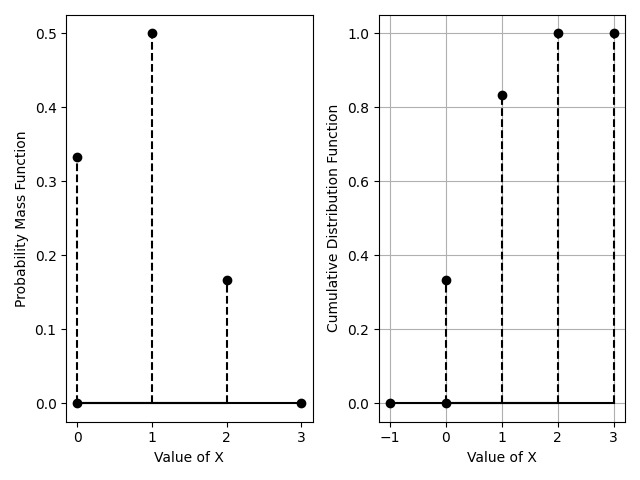 Probability Mass Function
0.5
0.4
0.3
0.2
0.1
0.0
0 1 2 3
Value of X
Cumulative Distribution Function
1.0
0.8
0.6
0.4
0.2
0.0
−1 0 1 2 3
Value of X